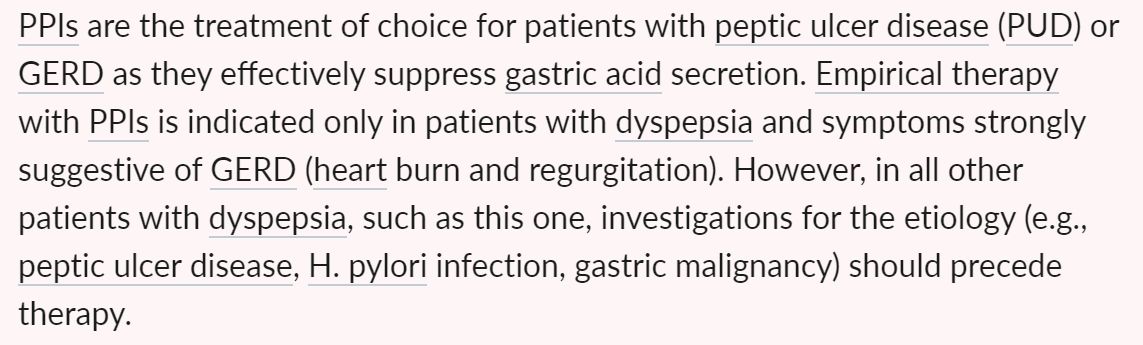 PPIs are the treatment of choice for patients with peptic ulcer disease (PUD) or
GERD as they effectively suppress gastric acid secretion. Empirical therapy
with PPIs is indicated only in patients with dyspepsia and symptoms strongly
suggestive of GERD (heart burn and regurgitation). However, in all other
patients with dyspepsia, such as this one, investigations for the etiology (e.g.,
peptic ulcer disease, H. pylori infection, gastric malignancy) should precede
therapy.